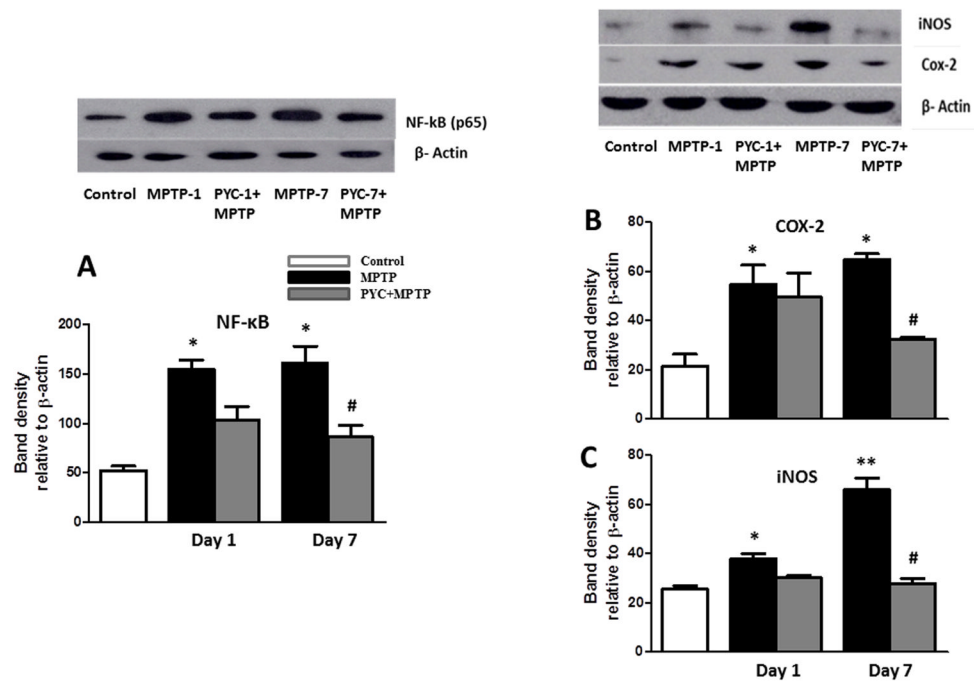 NF-kB (p65)
β- Actin
Control MPTP-1 PYC-1+ MPTP-7 PYC-7+
MPTP MPTP
A
Control
MPTP
PYC+MPTP
NF-κB
Band density
relative to β-actin
200
150
100
50
0
*
*
#
Day 1 Day 7
iNOS
Cox-2
β- Actin
Control MPTP-1 PYC-1+ MPTP-7 PYC-7+
MPTP MPTP
B
COX-2
Band density
relative to β-actin
80
60
40
20
0
*
*
#
C
iNOS
Band density
relative to β-actin
80
60
40
20
0
*
**
#
Day 1 Day 7